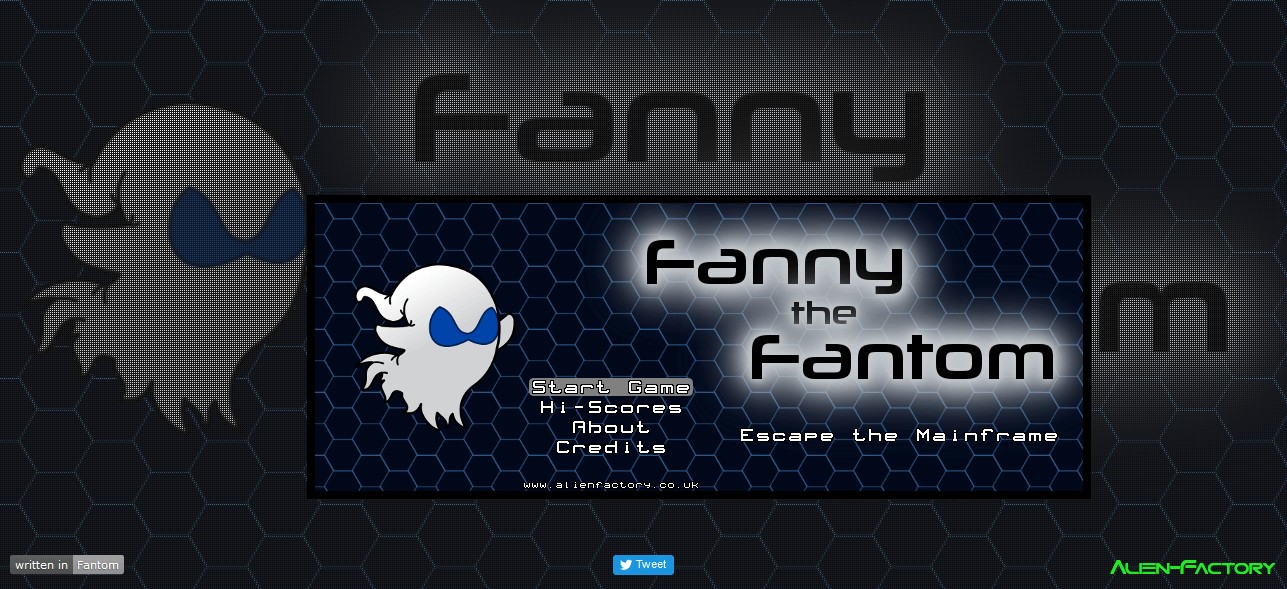 Fanny
m
Fanny
the
Fantom
Start Game
Hi-Scores
About
Credits
Escape the Mainframe
www.alienfactory.co.uk
written in Fantom
Tweet
Alien-Factory